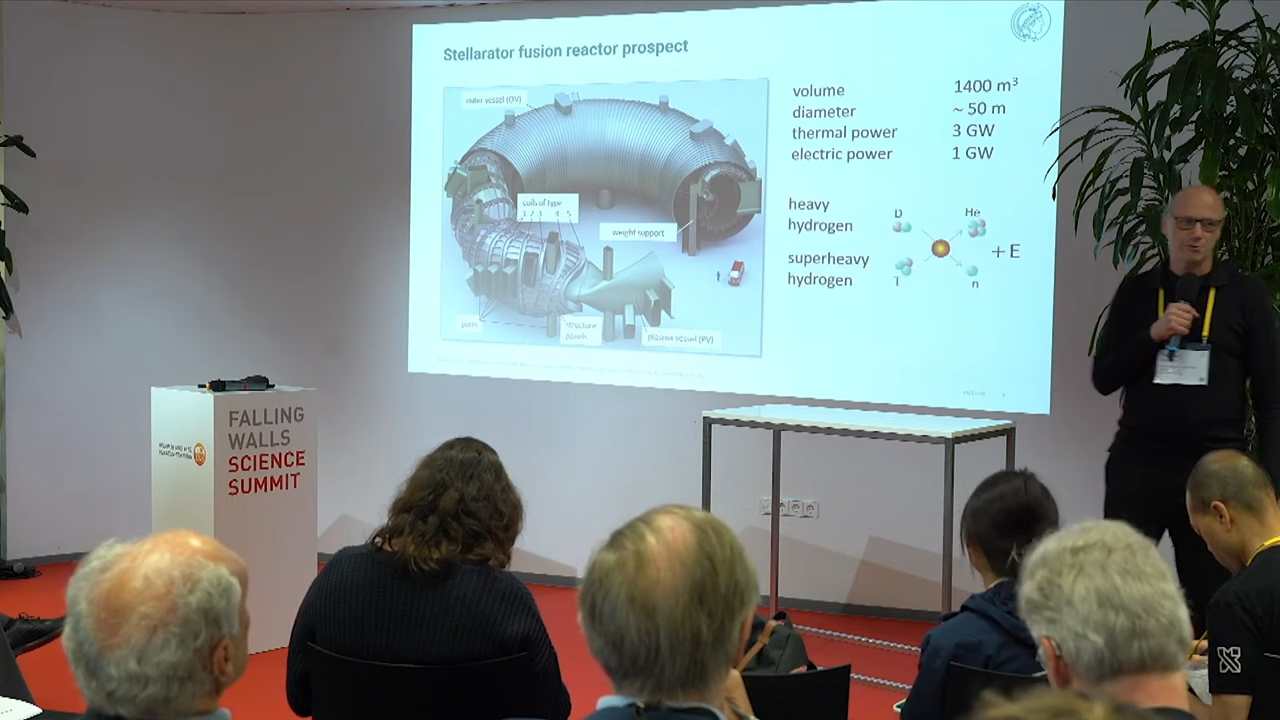 Stellarator fusion reactor prospect
outer vessel (OV)
coils of type
1 2 3 4 5
weight support
ports
structure
panels
plasma vessel (PV)
volume 1400 m³
diameter ~ 50 m
thermal power 3 GW
electric power 1 GW
heavy
hydrogen
superheavy
hydrogen
D He
+ E
T n
FALLING
WALLS
SCIENCE
SUMMIT